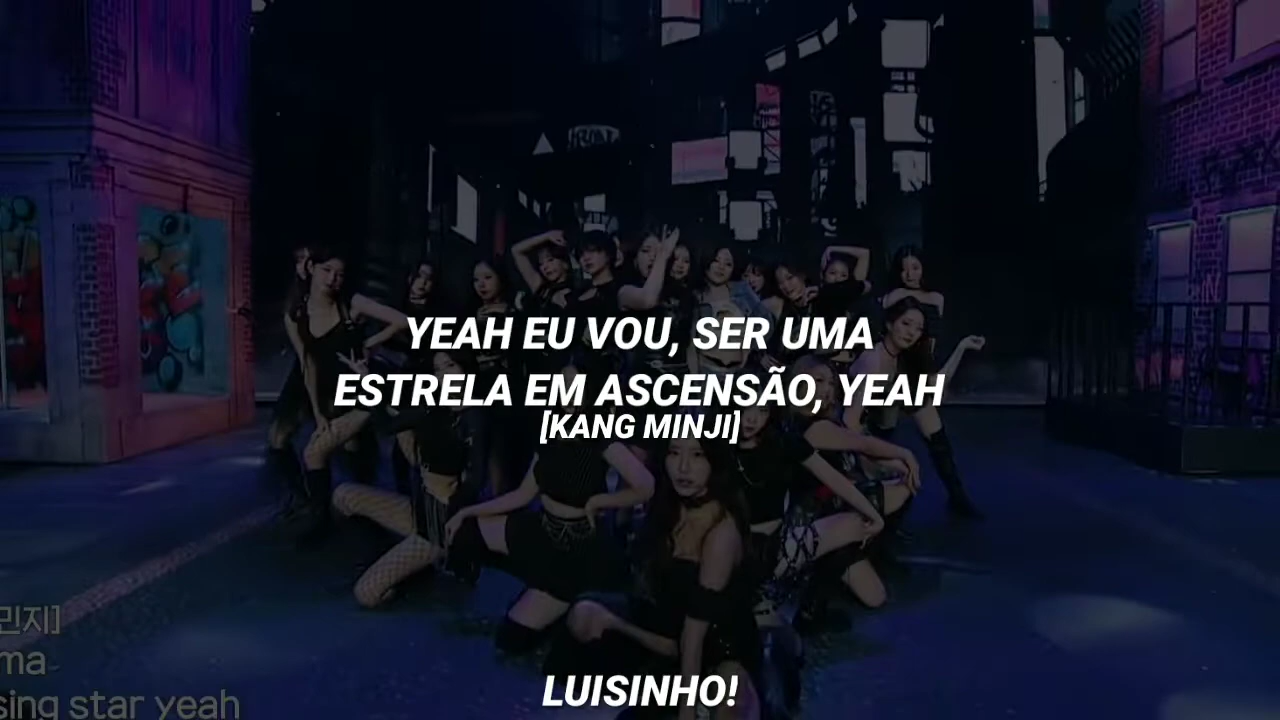 YEAH EU VOU, SER UMA
ESTRELA EM ASCENSÃO, YEAH
[KANG MINJI]
민지]
ma
sing star yeah
LUISINHO!